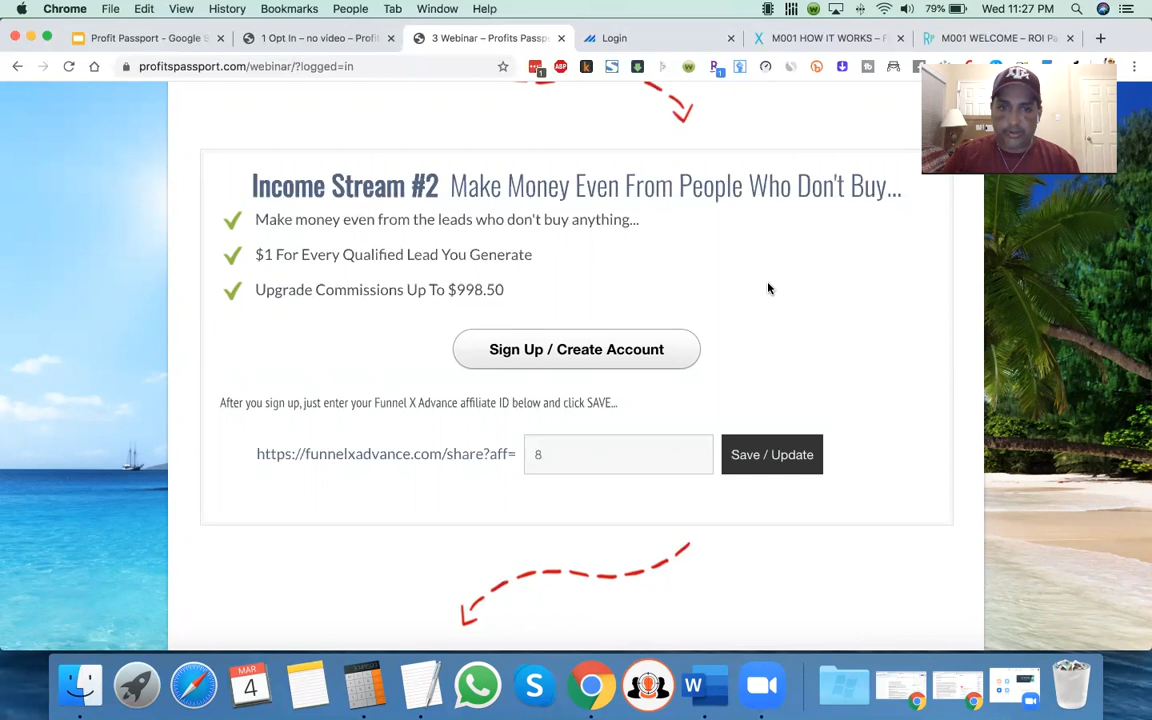 Chrome File Edit View History Bookmarks People Tab Window Help 79% Wed 11:27 PM
Profit Passport - Google S
1 Opt In – no video – Profit
3 Webinar – Profits Passp
Login
M001 HOW IT WORKS – F
M001 WELCOME – ROI Pa
profitspassport.com/webinar/?logged=in
Income Stream #2 Make Money Even From People Who Don't Buy...
Make money even from the leads who don't buy anything...
$1 For Every Qualified Lead You Generate
Upgrade Commissions Up To $998.50
Sign Up / Create Account
After you sign up, just enter your Funnel X Advance affiliate ID below and click SAVE...
https://funnelxadvance.com/share?aff= 8 Save / Update
MAR
4